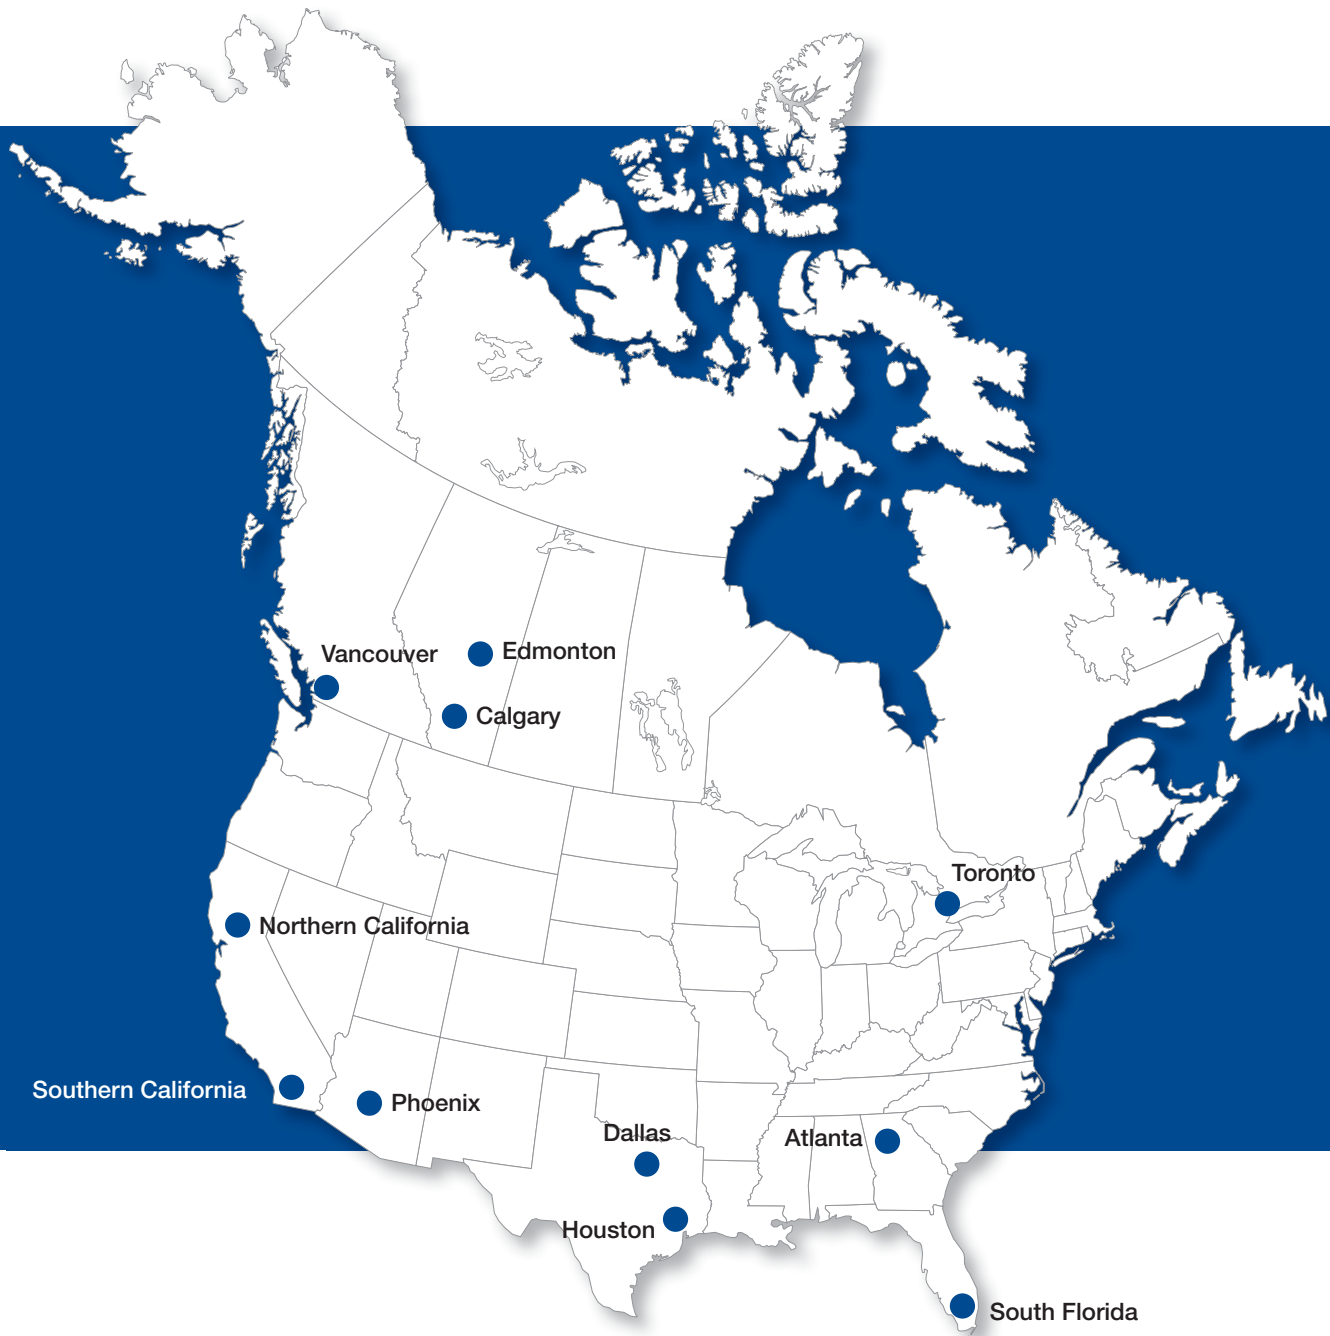 Vancouver
Edmonton
Calgary
Toronto
Northern California
Southern California
Phoenix
Dallas
Atlanta
Houston
South Florida